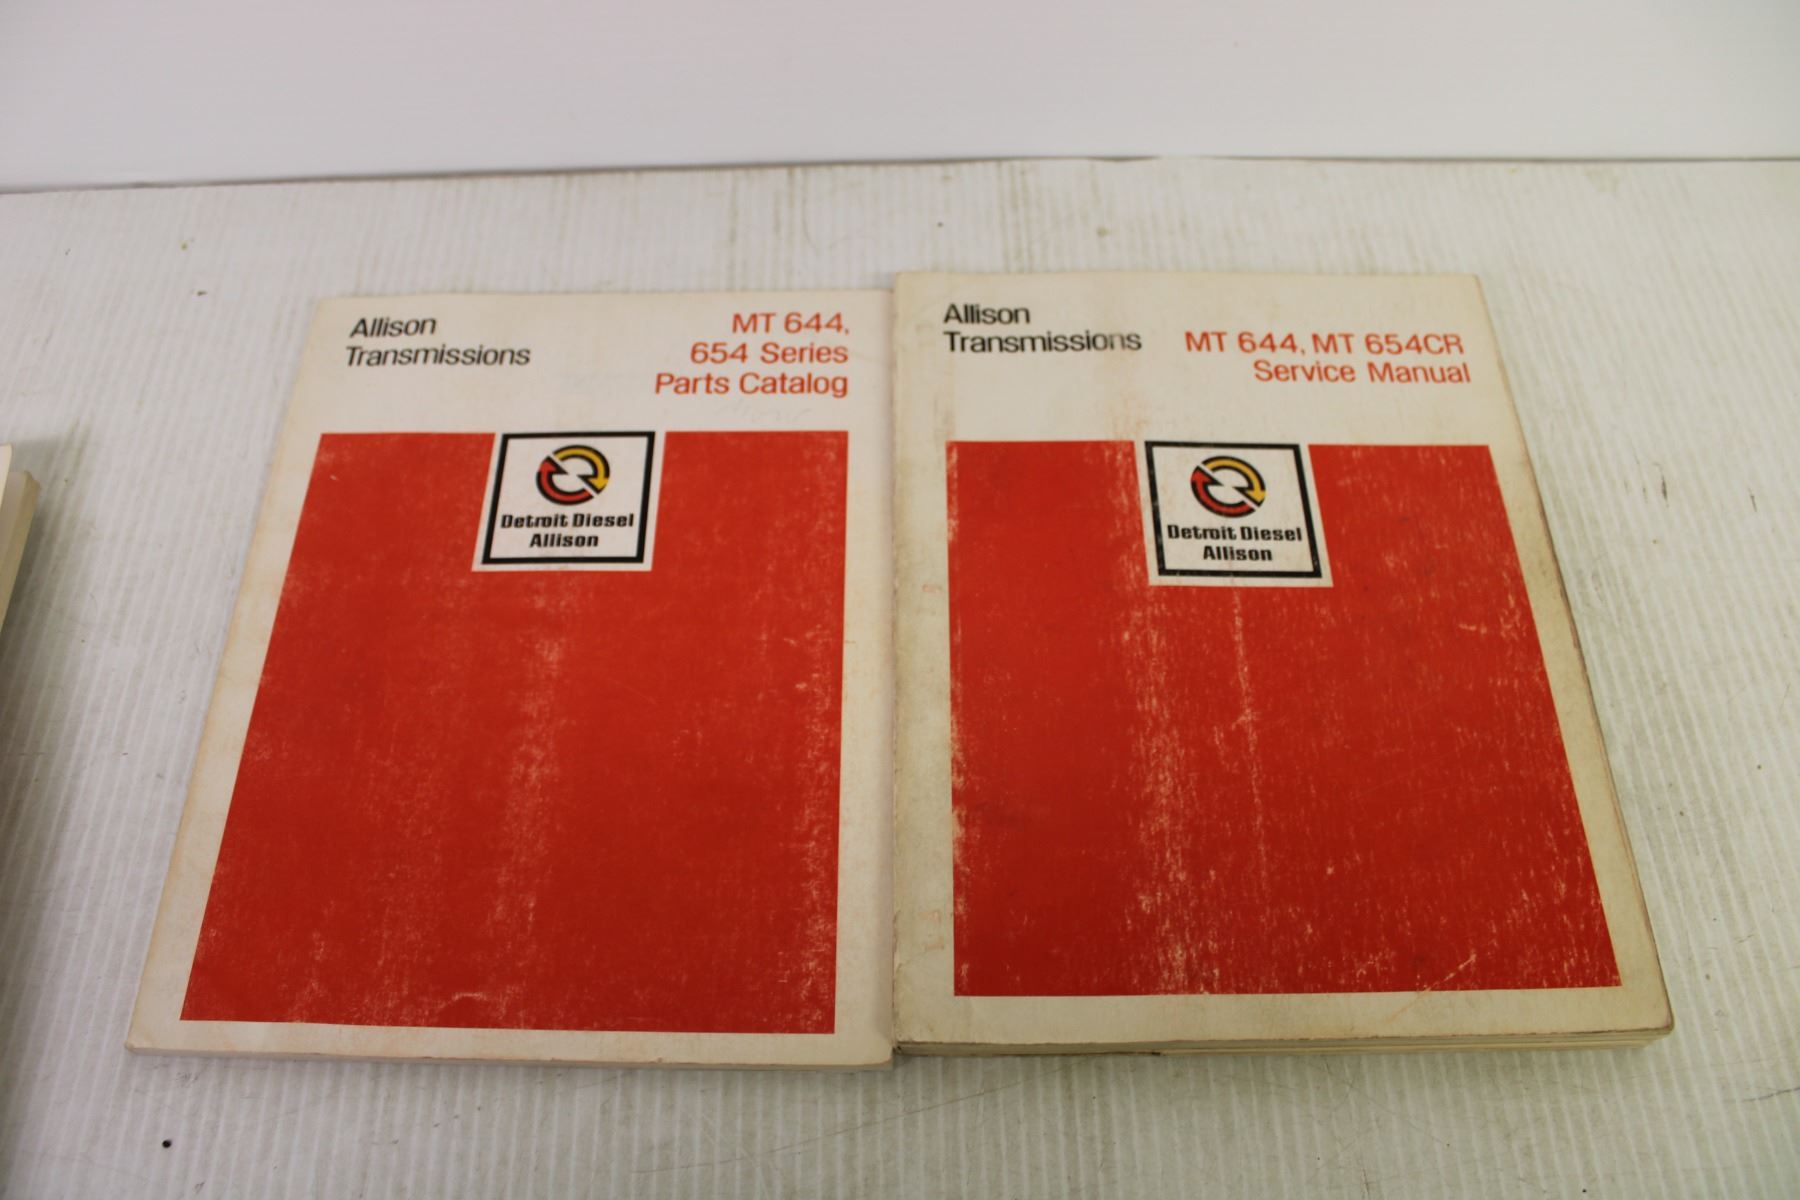 Allison
Transmissions
MT 644,
654 Series
Parts Catalog
Detroit Diesel
Allison
Allison
Transmissions
MT 644, MT 654CR
Service Manual
Detroit Diesel
Allison